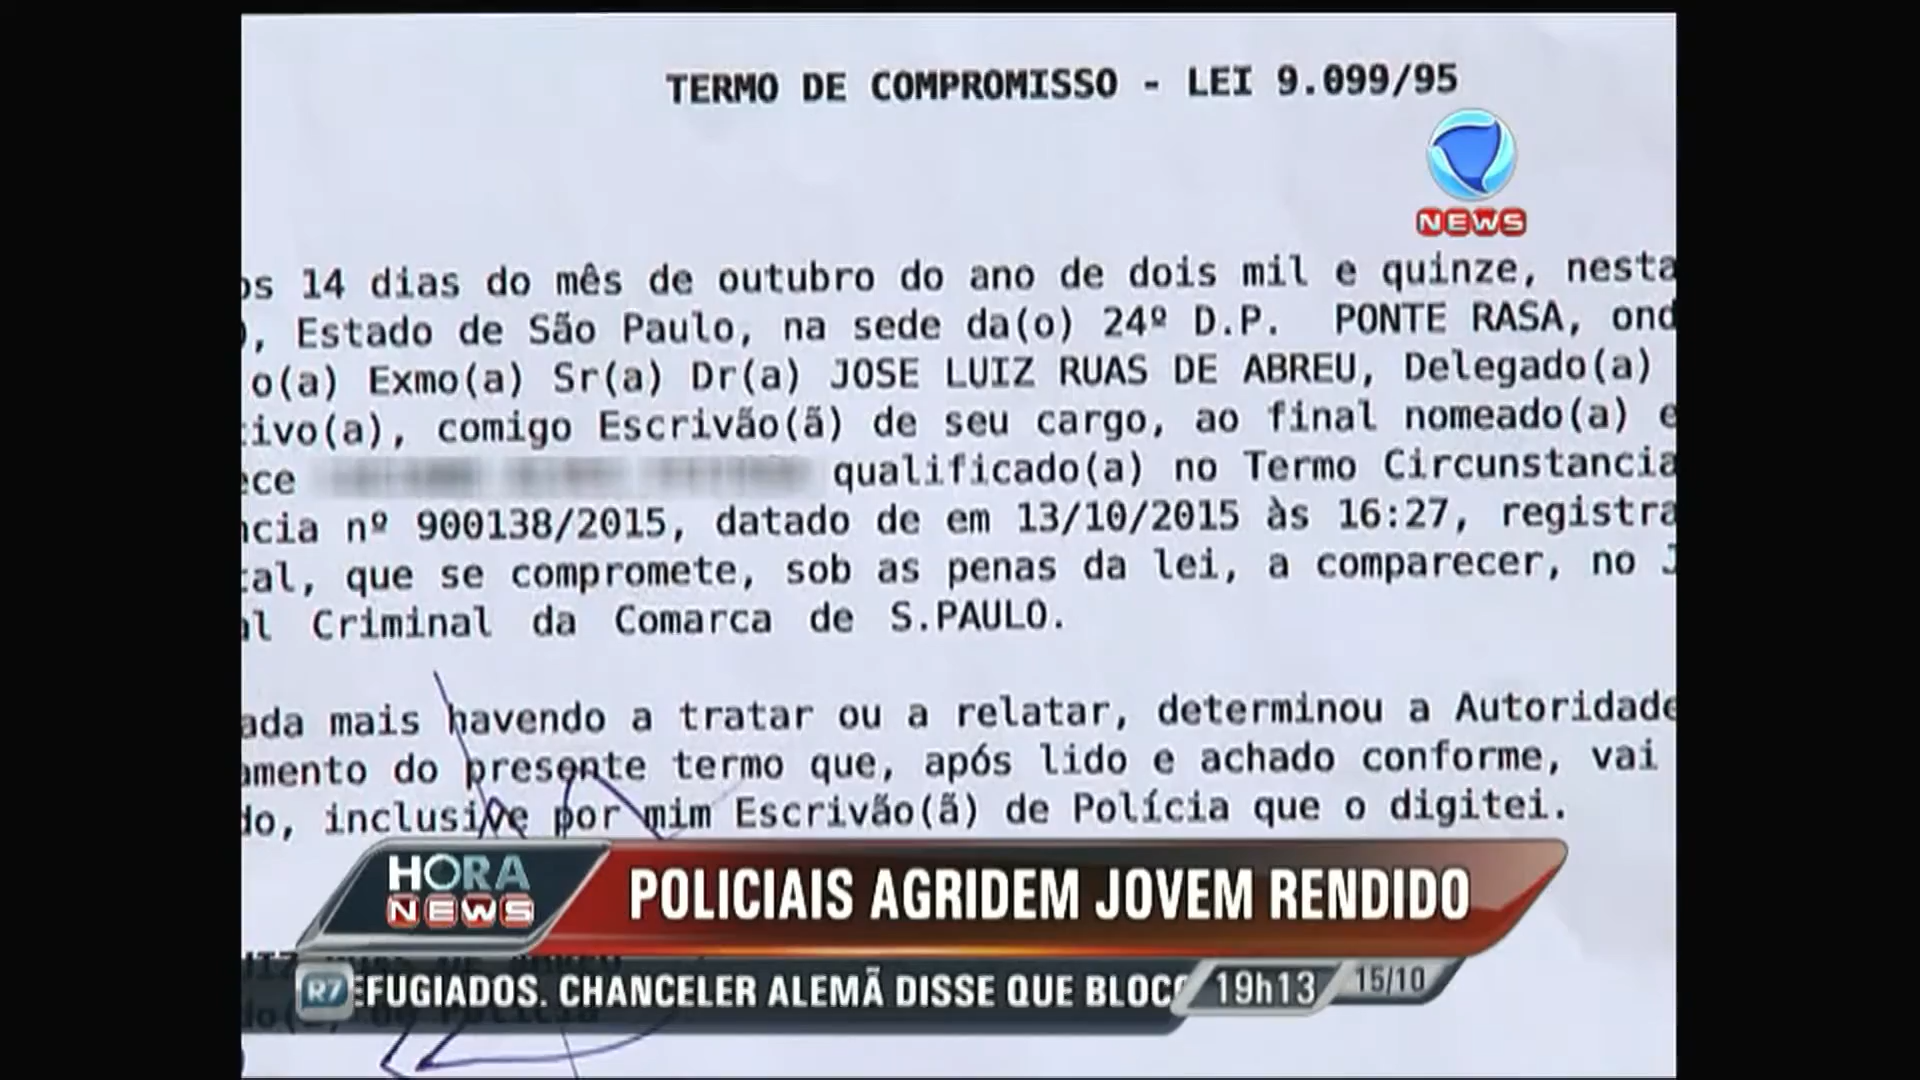 TERMO DE COMPROMISSO - LEI 9.099/95
NEWS
os 14 dias do mês de outubro do ano de dois mil e quinze, nesta
), Estado de São Paulo, na sede da(o) 24º D.P. PONTE RASA, ond
o(a) Exmo(a) Sr(a) Dr(a) JOSE LUIZ RUAS DE ABREU, Delegado(a)
tivo(a), comigo Escrivão(ã) de seu cargo, ao final nomeado(a) e
ece qualificado(a) no Termo Circunstancia
ncia nº 900138/2015, datado de em 13/10/2015 às 16:27, registra
tal, que se compromete, sob as penas da lei, a comparecer, no J
al Criminal da Comarca de S.PAULO.
ada mais havendo a tratar ou a relatar, determinou a Autoridade
amento do presente termo que, após lido e achado conforme, vai
do, inclusive por mim Escrivão(ã) de Polícia que o digitei.
HORA NEWS
POLICIAIS AGRIDEM JOVEM RENDIDO
R7 EFUGIADOS. CHANCELER ALEMÃ DISSE QUE BLOCO 19h13 15/10